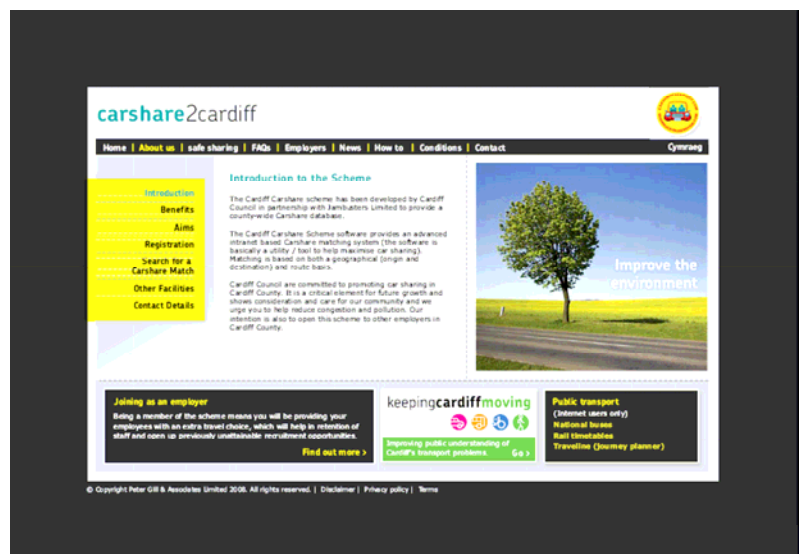 carshare2cardiff
Home | About us | safe sharing | FAQs | Employers | News | How to | Conditions | Contact
Cymraeg
Introduction
Benefits
Aims
Registration
Search for a
Carshare Match
Other Facilities
Contact Details
Introduction to the Scheme
The Cardiff Carshare scheme has been developed by Cardiff
Council in partnership with Jambusters Limited to provide a
county-wide Carshare database.
The Cardiff Carshare Scheme software provides an advanced
intranet based Carshare matching system (the software is
basically a utility / tool to help maximise car sharing).
Matching is based on both a geographical (origin and
destination) and route basis.
Cardiff Council are committed to promoting car sharing in
Cardiff County. It is a critical element for future growth and
shows consideration and care for our community and we
urge you to help reduce congestion and pollution. Our
intention is also to open this scheme to other employers in
Cardiff County.
Improve the
environment
Joining as an employer
Being a member of the scheme means you will be providing your
employees with an extra travel choice, which will help in retention of
staff and open up previously unattainable recruitment opportunities.
Find out more ›
keepingcardiffmoving
Improving public understanding of
Cardiff's transport problems. Go ›
Public transport
(Internet users only)
National buses
Rail timetables
Traveline (journey planner)
© Copyright Peter Gill & Associates Limited 2008. All rights reserved. | Disclaimer | Privacy policy | Terms